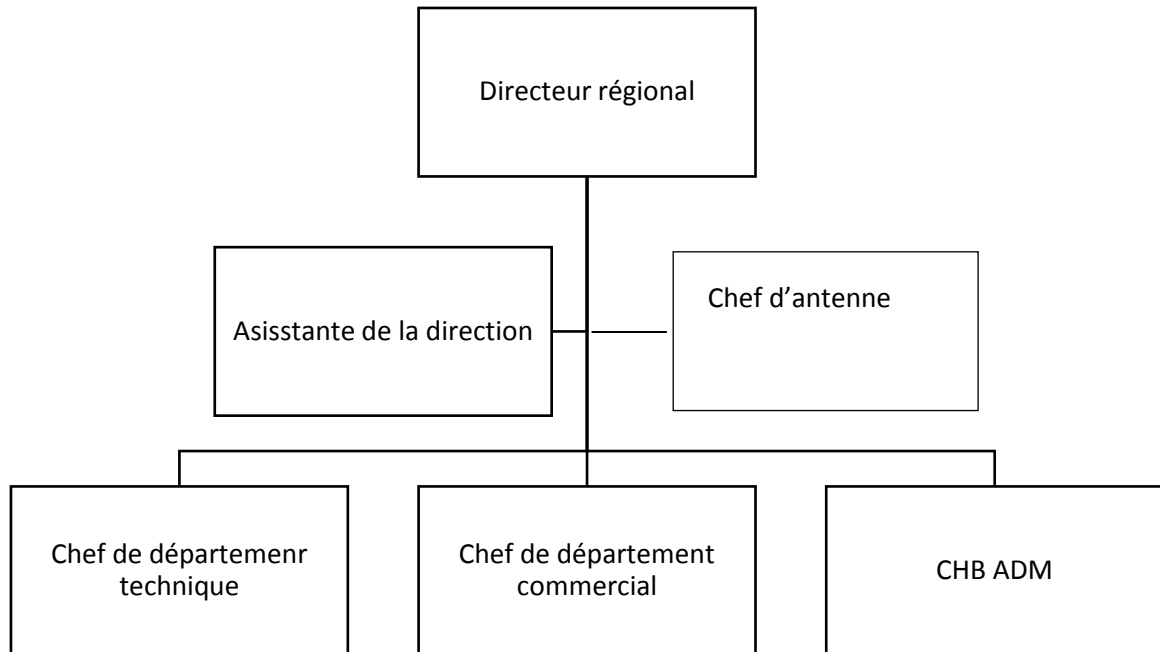 Directeur régional
Asisstante de la direction
Chef d’antenne
Chef de départemenr
technique
Chef de département
commercial
CHB ADM